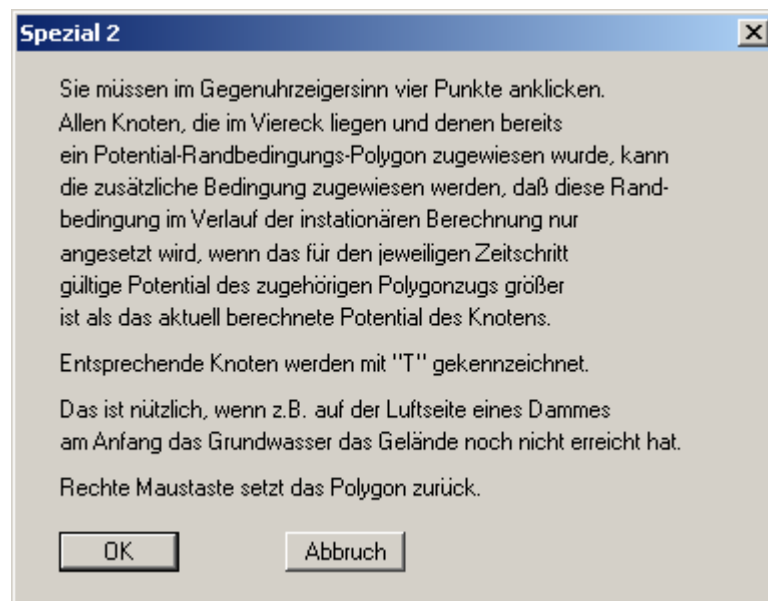 Spezial 2
Sie müssen im Gegenuhrzeigersinn vier Punkte anklicken.
Allen Knoten, die im Viereck liegen und denen bereits
ein Potential-Randbedingungs-Polygon zugewiesen wurde, kann
die zusätzliche Bedingung zugewiesen werden, daß diese Rand-
bedingung im Verlauf der instationären Berechnung nur
angesetzt wird, wenn das für den jeweiligen Zeitschritt
gültige Potential des zugehörigen Polygonzugs größer
ist als das aktuell berechnete Potential des Knotens.
Entsprechende Knoten werden mit "T" gekennzeichnet.
Das ist nützlich, wenn z.B. auf der Luftseite eines Dammes
am Anfang das Grundwasser das Gelände noch nicht erreicht hat.
Rechte Maustaste setzt das Polygon zurück.
OK
Abbruch